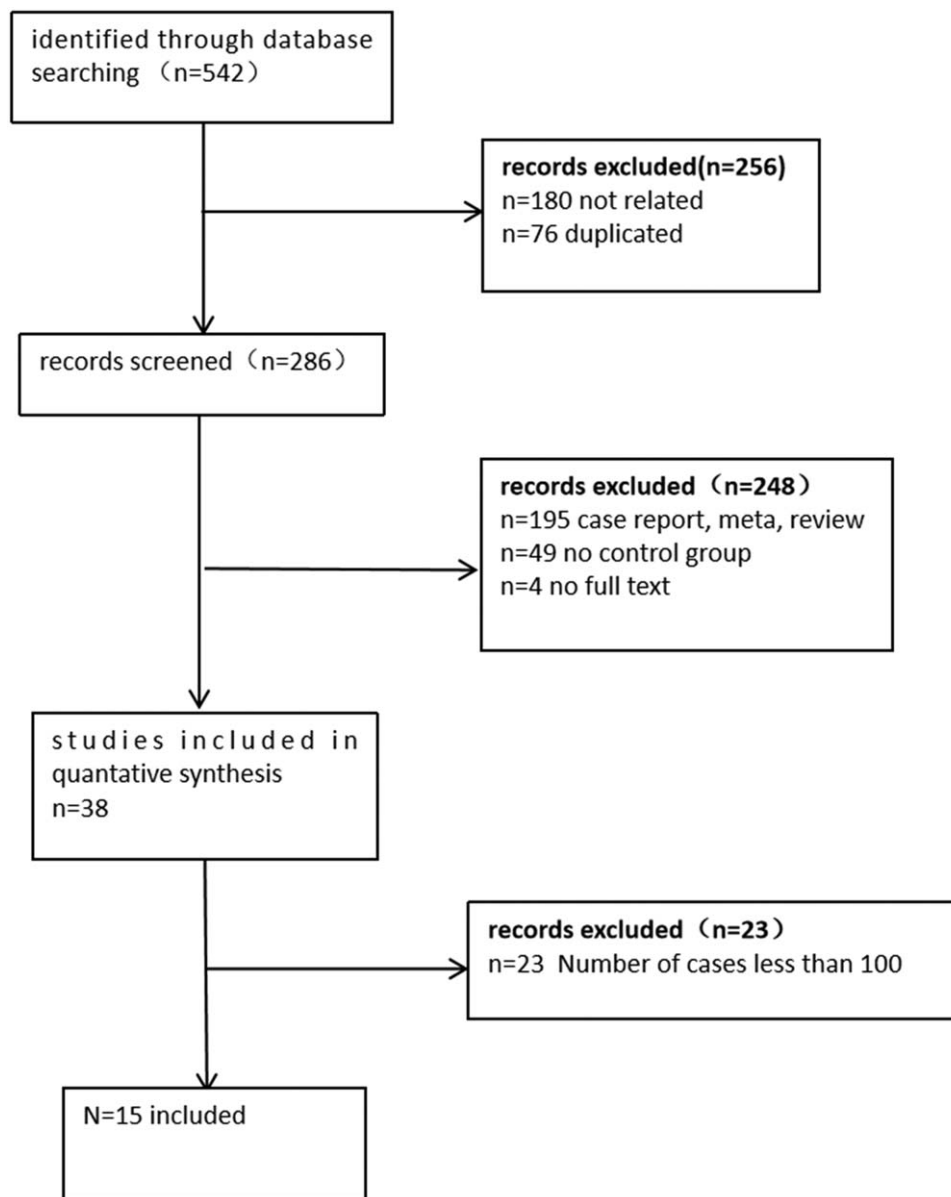 identified through database
searching （n=542）
records excluded(n=256)
n=180 not related
n=76 duplicated
records screened（n=286）
records excluded（n=248）
n=195 case report, meta, review
n=49 no control group
n=4 no full text
studies included in
quantative synthesis
n=38
records excluded（n=23）
n=23  Number of cases less than 100
N=15 included